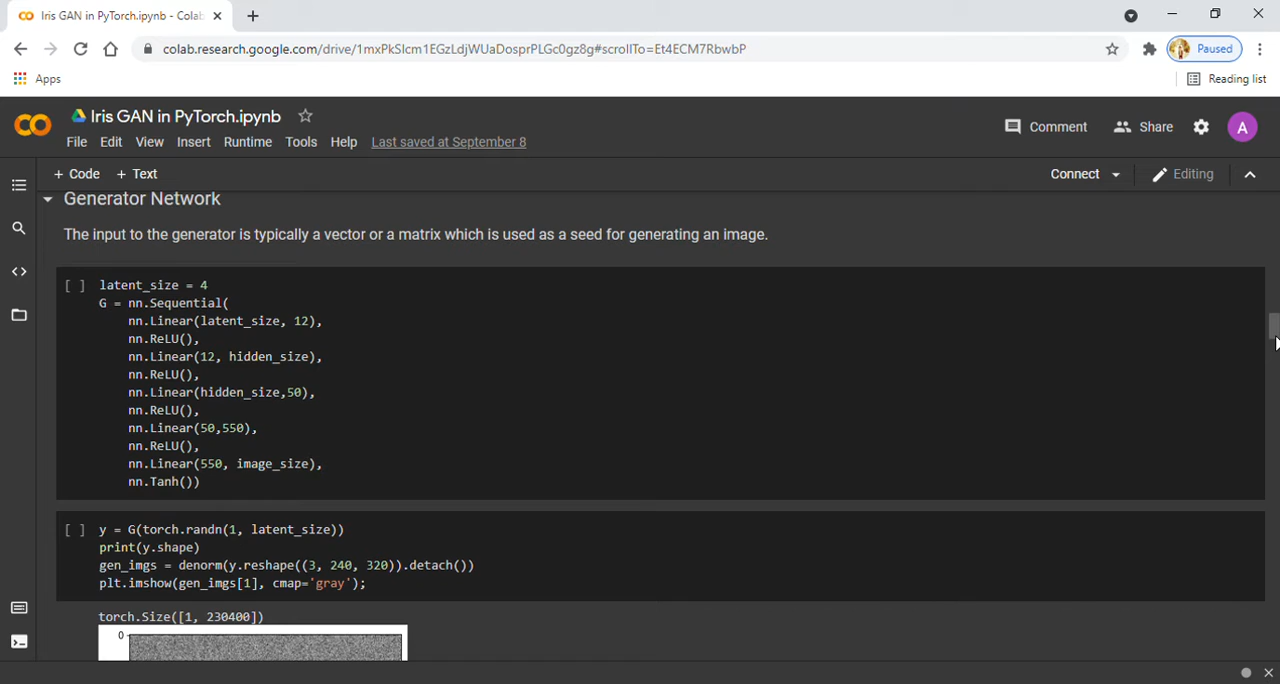 Iris GAN in PyTorch.ipynb - Colab
colab.research.google.com/drive/1mxPkSIcm1EGzLdjWUaDosprPLGc0gz8g#scrollTo=Et4ECM7RbwbP
Paused
Apps
Reading list
Iris GAN in PyTorch.ipynb
File Edit View Insert Runtime Tools Help Last saved at September 8
Comment Share A
+ Code + Text
Connect Editing
Generator Network
The input to the generator is typically a vector or a matrix which is used as a seed for generating an image.
[ ] latent_size = 4
G = nn.Sequential(
nn.Linear(latent_size, 12),
nn.ReLU(),
nn.Linear(12, hidden_size),
nn.ReLU(),
nn.Linear(hidden_size,50),
nn.ReLU(),
nn.Linear(50,550),
nn.ReLU(),
nn.Linear(550, image_size),
nn.Tanh())
[ ] y = G(torch.randn(1, latent_size))
print(y.shape)
gen_imgs = denorm(y.reshape((3, 240, 320)).detach())
plt.imshow(gen_imgs[1], cmap='gray');
torch.Size([1, 230400])
0